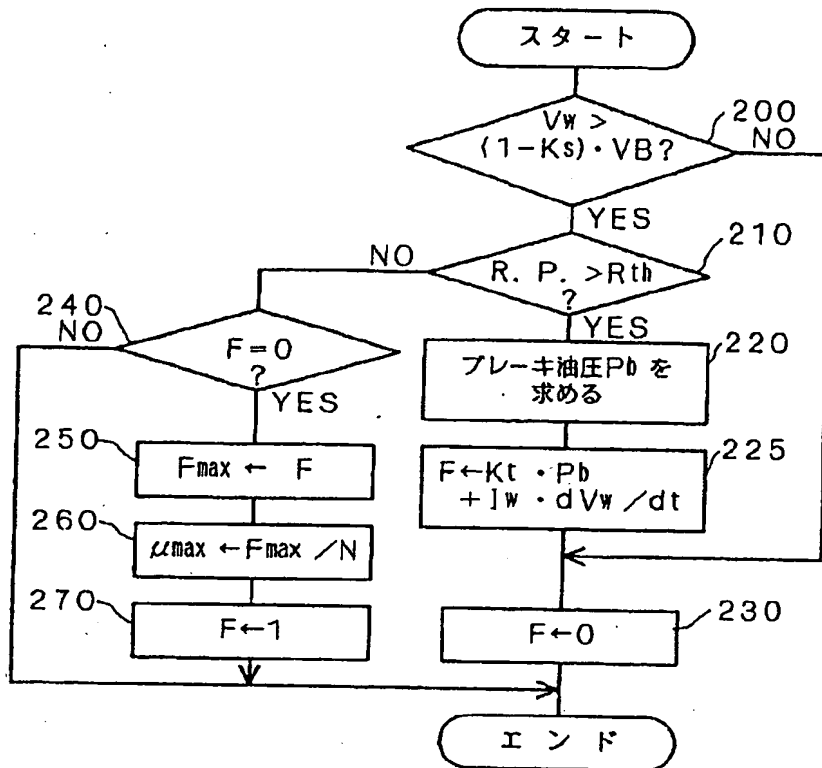 スタート
200
Vw >
(1-Ks)・VB?
NO
YES
210
NO
R. P. >Rth
?
YES
240
NO
F=0
?
YES
220
ブレーキ油圧Pb を
求める
250
Fmax ← F
225
F←Kt ・Pb
+Iw・dVw/dt
260
μmax ←Fmax /N
270
F←1
230
F←0
エンド